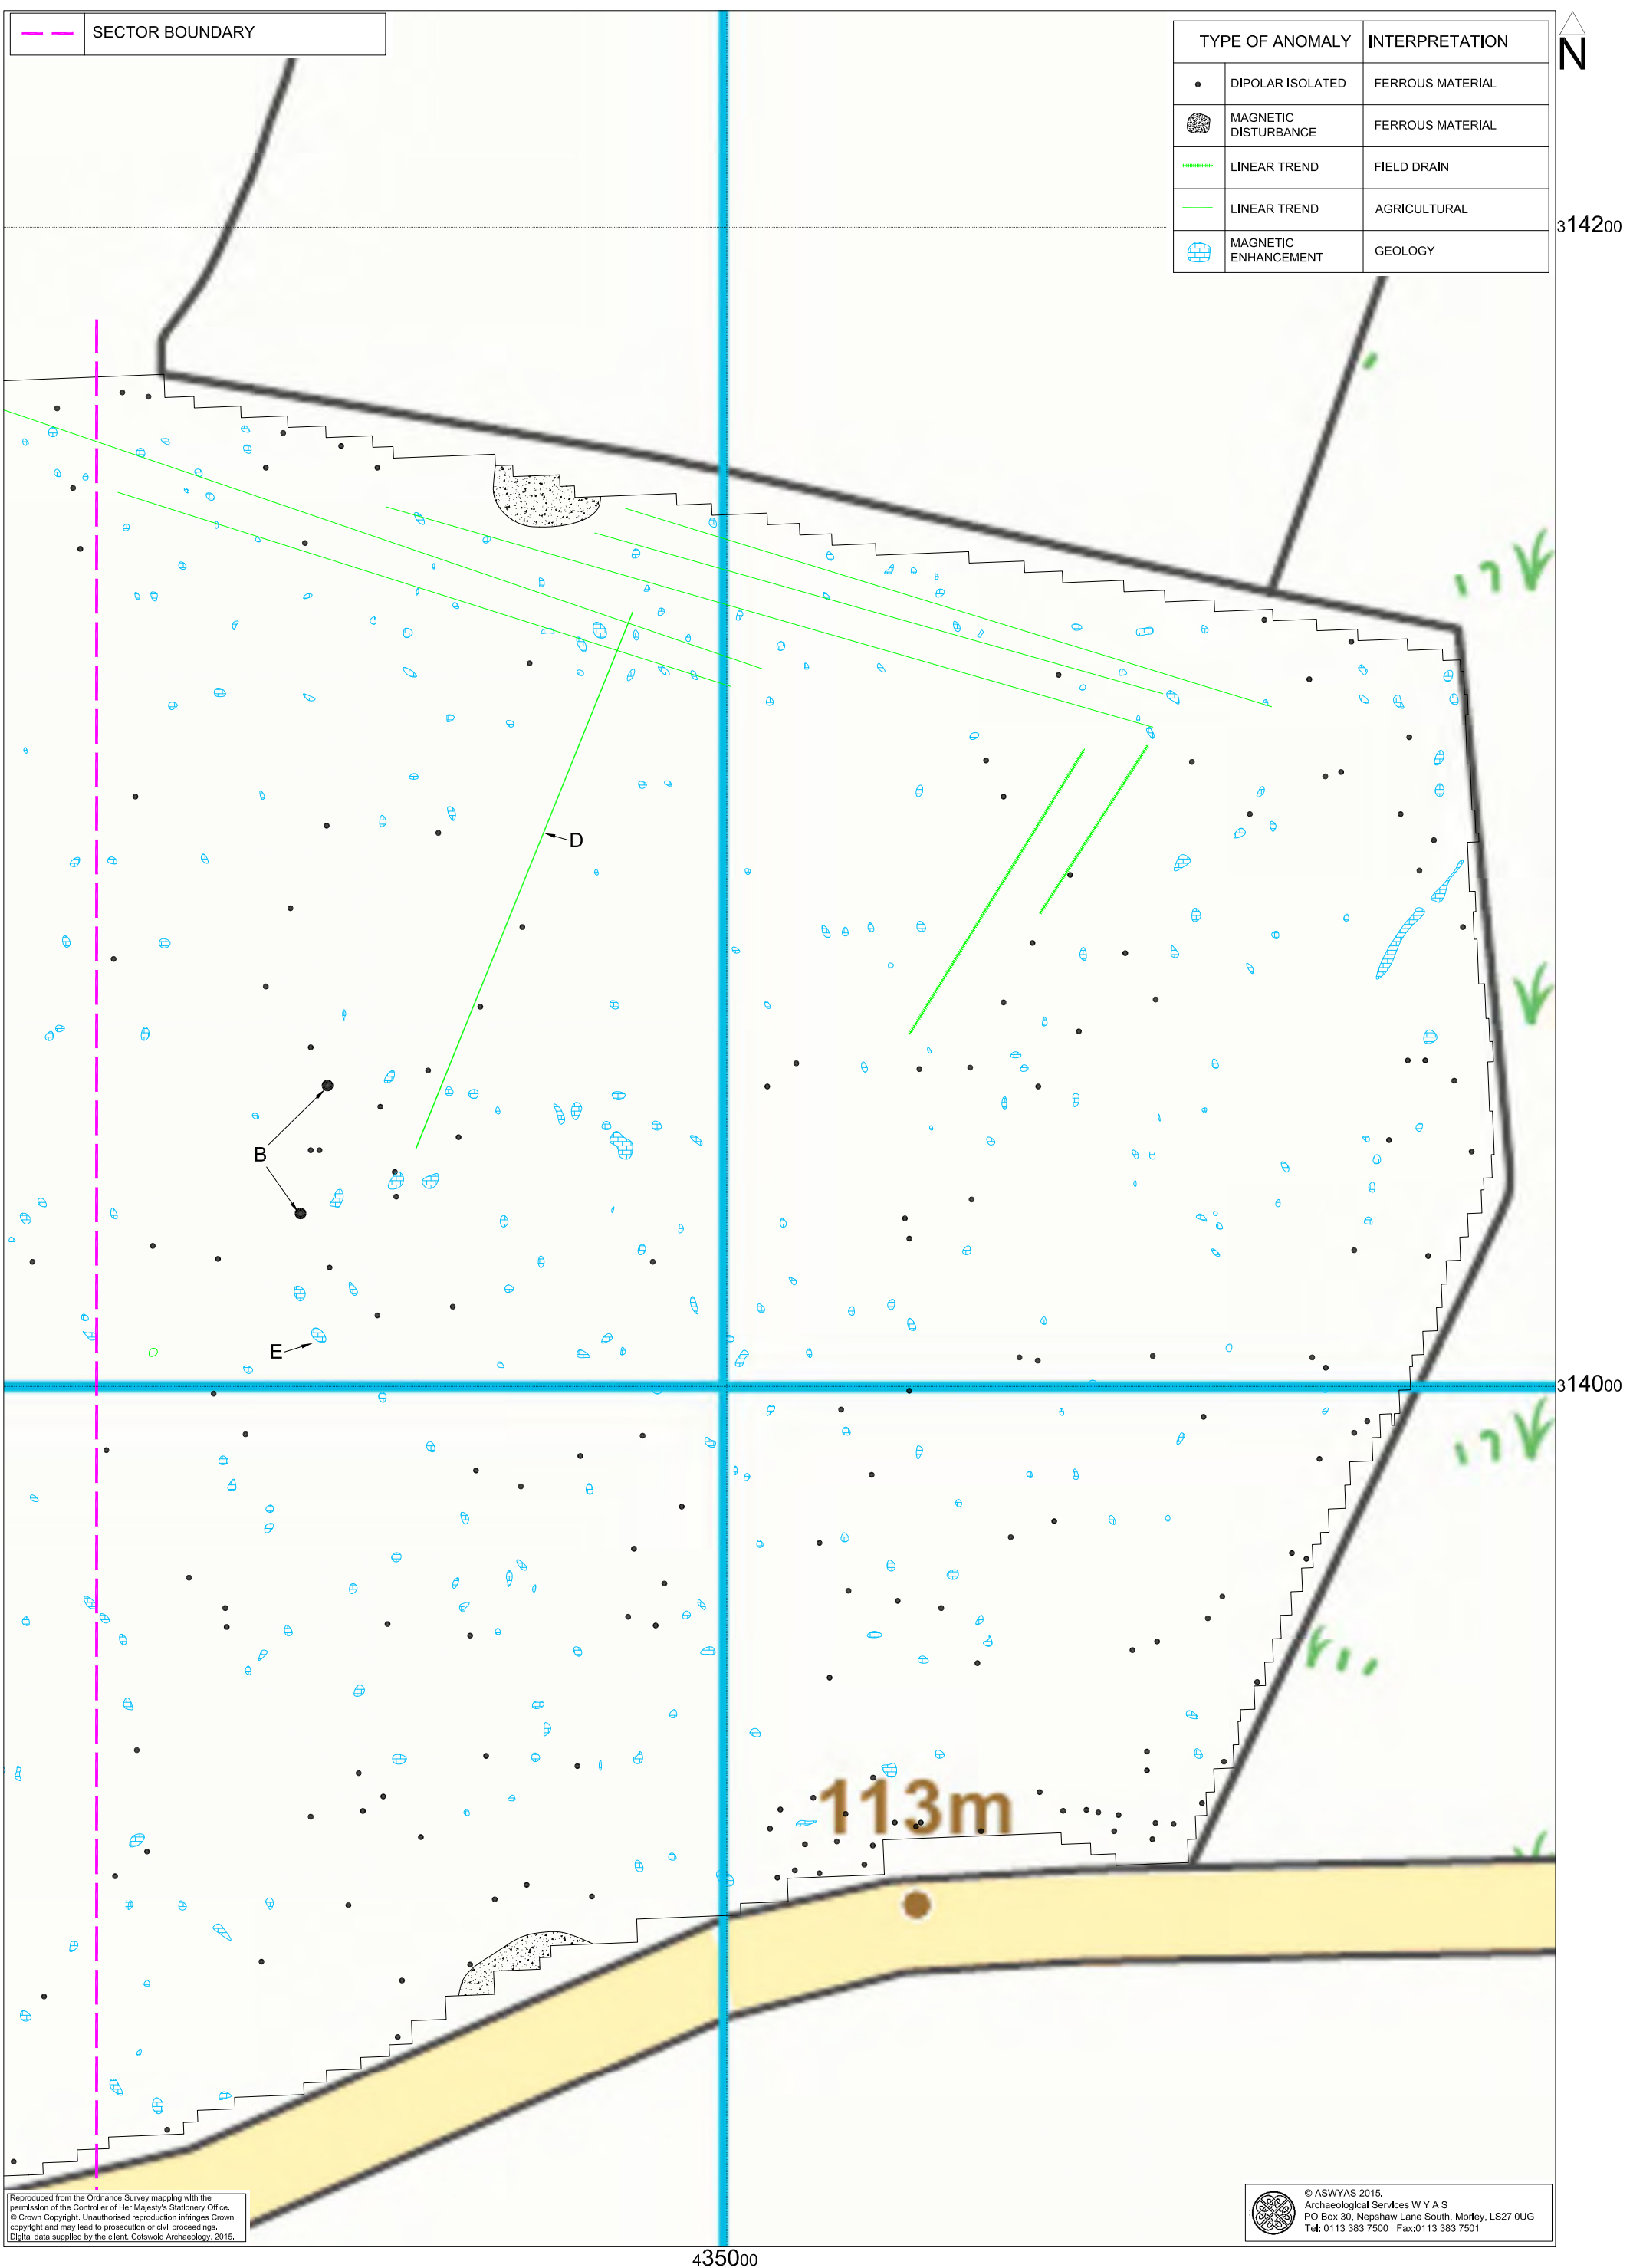 SECTOR BOUNDARY
TYPE OF ANOMALY INTERPRETATION
DIPOLAR ISOLATED FERROUS MATERIAL
MAGNETIC
DISTURBANCE FERROUS MATERIAL
LINEAR TREND FIELD DRAIN
LINEAR TREND AGRICULTURAL
MAGNETIC
ENHANCEMENT GEOLOGY
N
314200
D
B
E
314000
113m
Reproduced from the Ordnance Survey mapping with the
permission of the Controller of Her Majesty's Stationery Office.
© Crown Copyright. Unauthorised reproduction infringes Crown
copyright and may lead to prosecution or civil proceedings.
Digital data supplied by the client, Cotswold Archaeology, 2015.
© ASWYAS 2015.
Archaeological Services W Y A S
PO Box 30, Nepshaw Lane South, Morley, LS27 0UG
Tel: 0113 383 7500 Fax:0113 383 7501
435000